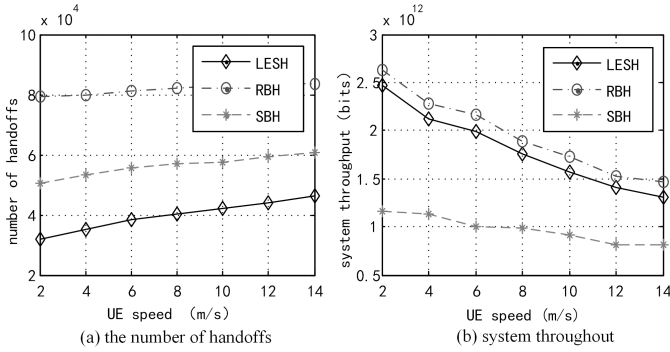 x 10^4
10
8
6
4
2
number of handoffs
LESH
RBH
SBH
2 4 6 8 10 12 14
UE speed (m/s)
(a) the number of handoffs
x 10^12
3
2.5
2
1.5
1
0.5
system throughput (bits)
LESH
RBH
SBH
2 4 6 8 10 12 14
UE speed (m/s)
(b) system throughout